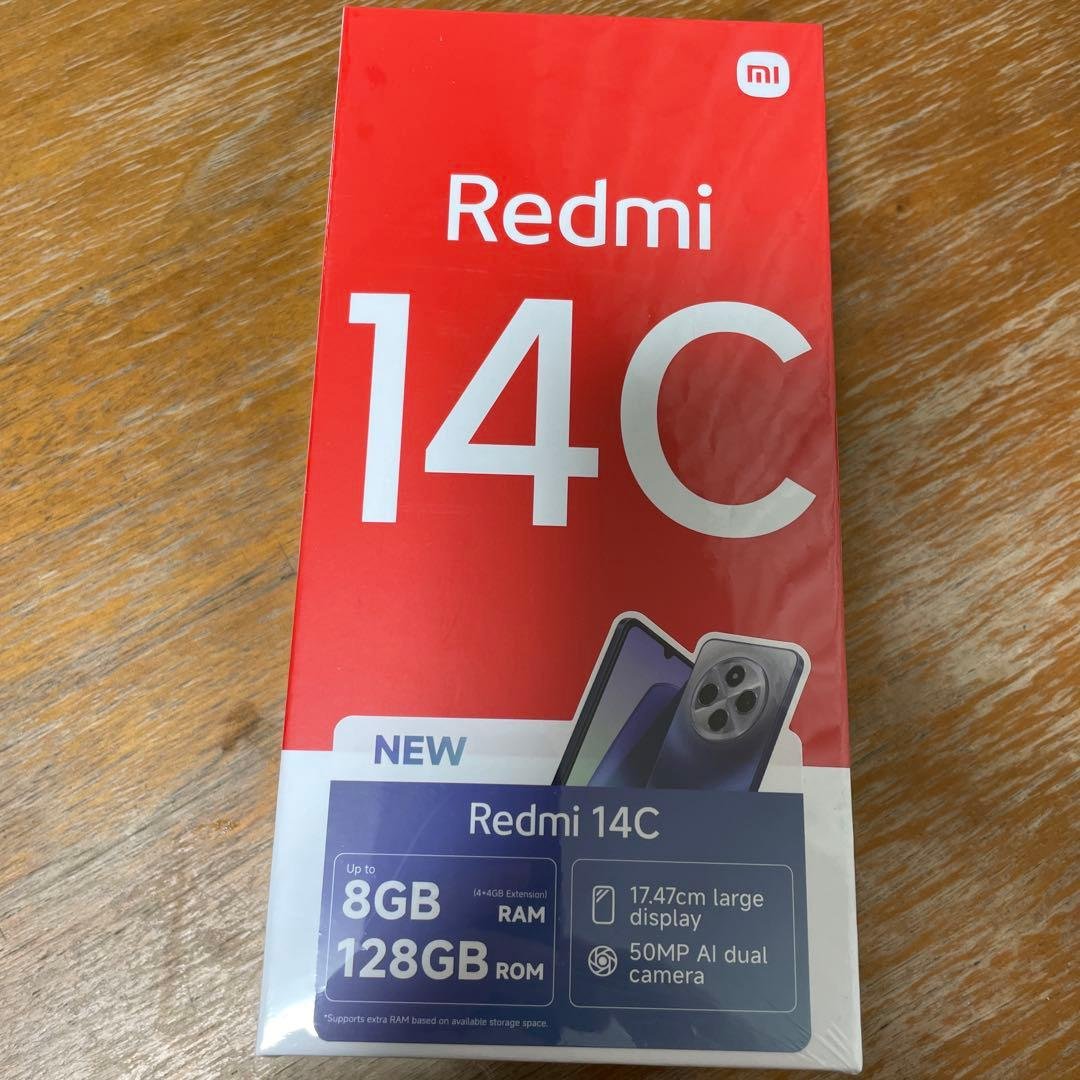 mi
Redmi
14C
NEW
Redmi 14C
Up to
8GB (4+4GB Extension) RAM
128GB ROM
17.47cm large
display
50MP AI dual
camera
*Supports extra RAM based on available storage space.